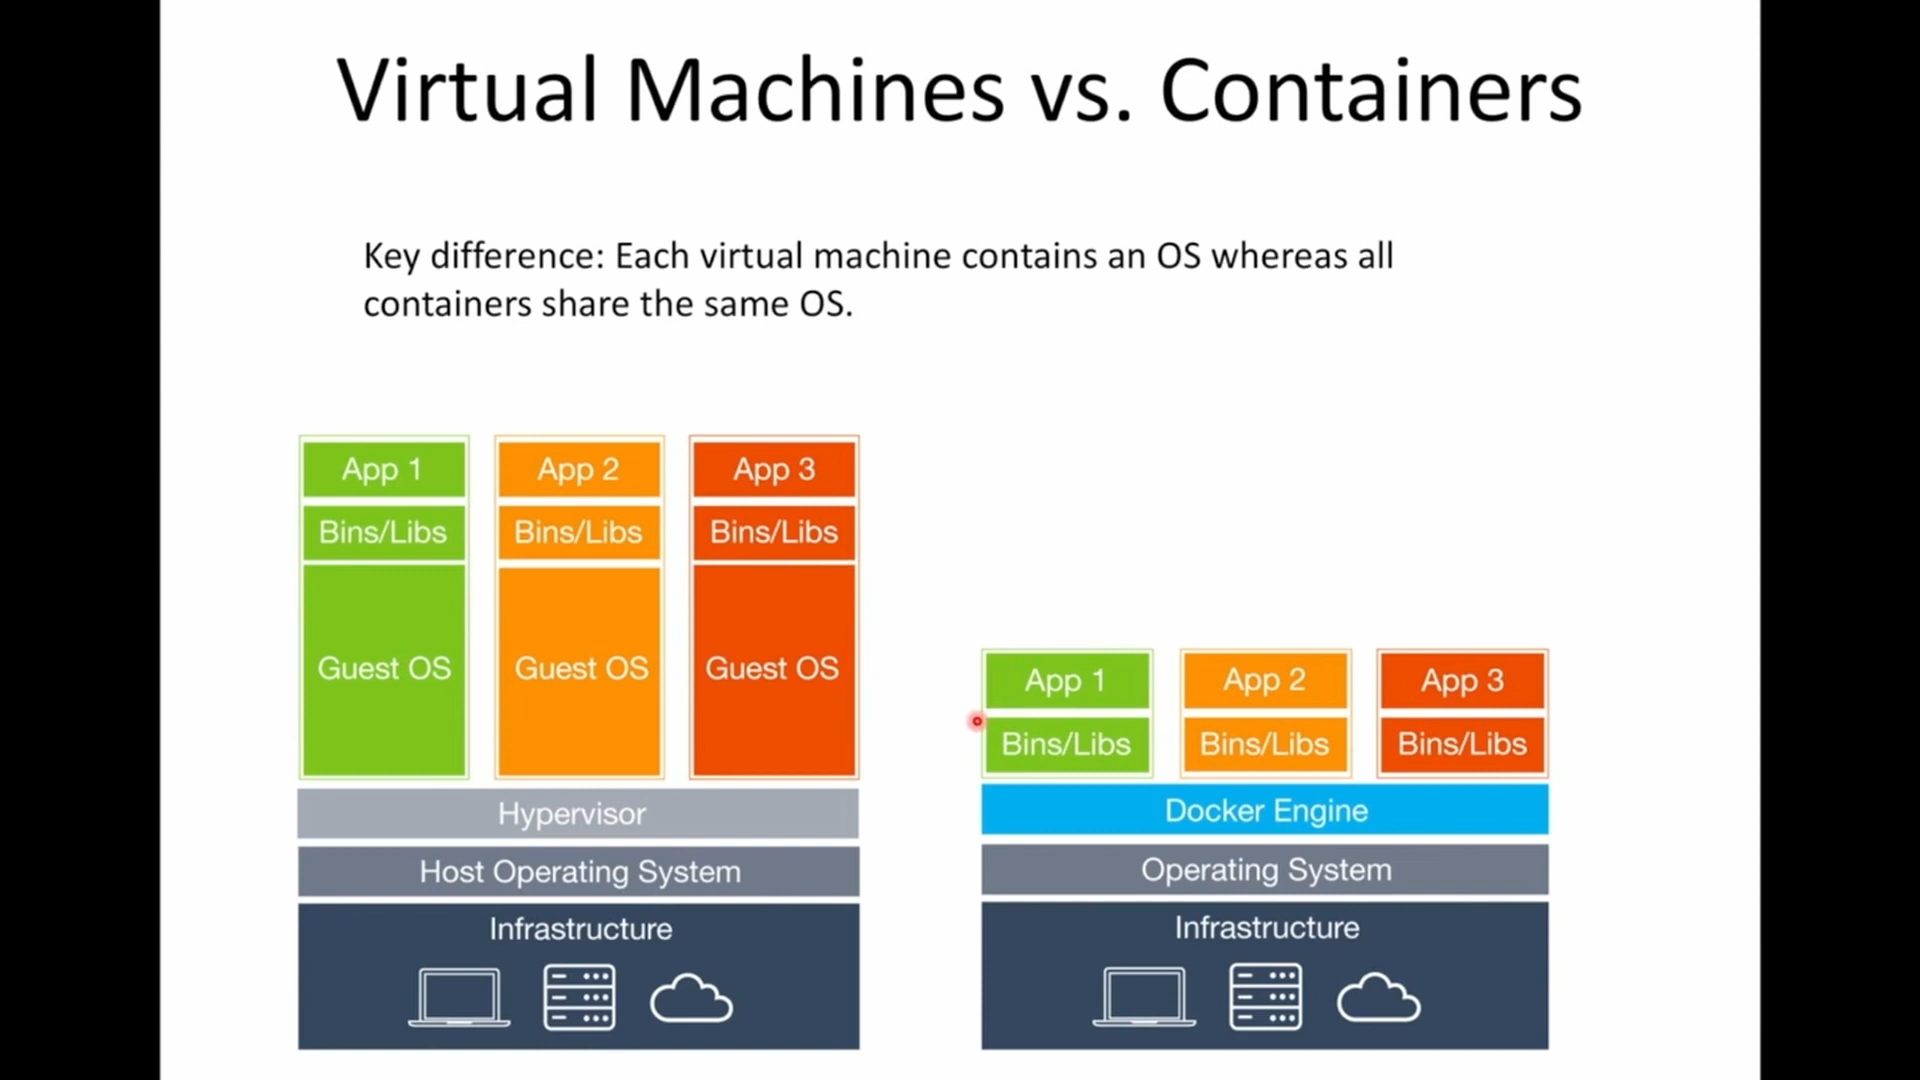 Virtual Machines vs. Containers
Key difference: Each virtual machine contains an OS whereas all
containers share the same OS.
App 1
Bins/Libs
Guest OS
App 2
Bins/Libs
Guest OS
App 3
Bins/Libs
Guest OS
Hypervisor
Host Operating System
Infrastructure
App 1
Bins/Libs
App 2
Bins/Libs
App 3
Bins/Libs
Docker Engine
Operating System
Infrastructure